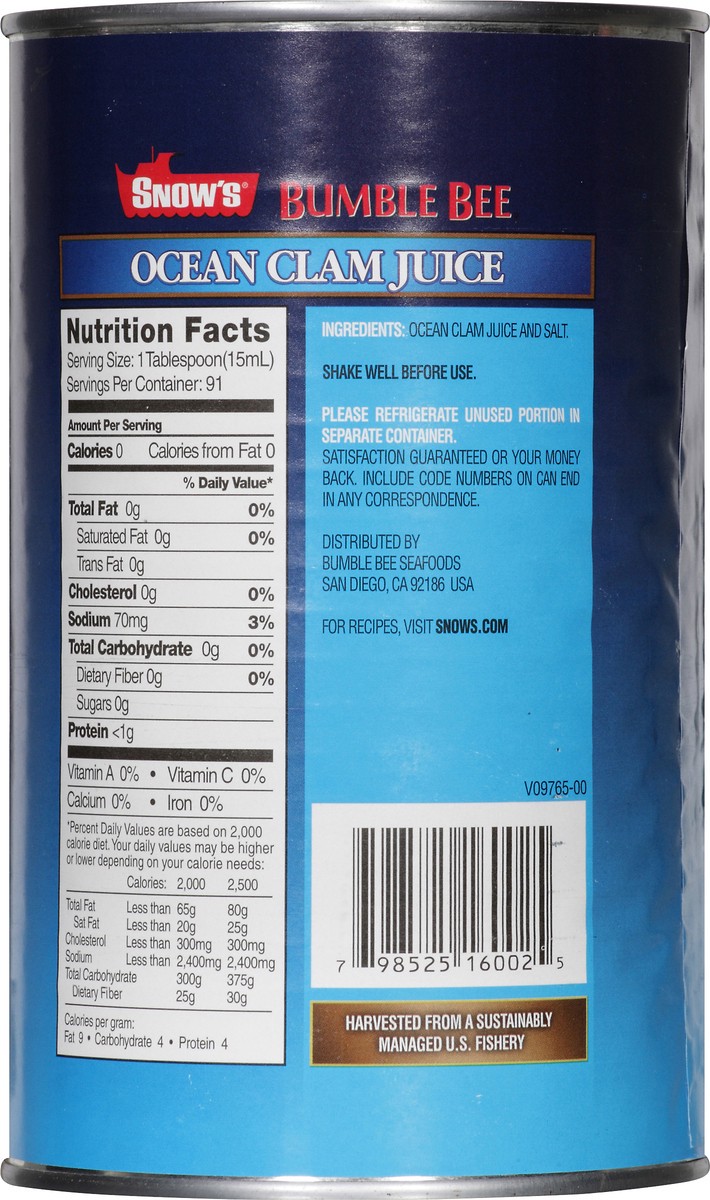 SNOW'S® BUMBLE BEE
OCEAN CLAM JUICE
Nutrition Facts
Serving Size: 1 Tablespoon(15mL)
Servings Per Container: 91
Amount Per Serving
Calories 0 Calories from Fat 0
% Daily Value*
Total Fat 0g 0%
Saturated Fat 0g 0%
Trans Fat 0g
Cholesterol 0g 0%
Sodium 70mg 3%
Total Carbohydrate 0g 0%
Dietary Fiber 0g 0%
Sugars 0g
Protein <1g
Vitamin A 0% • Vitamin C 0%
Calcium 0% • Iron 0%
*Percent Daily Values are based on 2,000
calorie diet. Your daily values may be higher
or lower depending on your calorie needs:
Calories: 2,000 2,500
Total Fat Less than 65g 80g
Sat Fat Less than 20g 25g
Cholesterol Less than 300mg 300mg
Sodium Less than 2,400mg 2,400mg
Total Carbohydrate 300g 375g
Dietary Fiber 25g 30g
Calories per gram:
Fat 9 • Carbohydrate 4 • Protein 4
INGREDIENTS: OCEAN CLAM JUICE AND SALT.
SHAKE WELL BEFORE USE.
PLEASE REFRIGERATE UNUSED PORTION IN
SEPARATE CONTAINER.
SATISFACTION GUARANTEED OR YOUR MONEY
BACK. INCLUDE CODE NUMBERS ON CAN END
IN ANY CORRESPONDENCE.
DISTRIBUTED BY
BUMBLE BEE SEAFOODS
SAN DIEGO, CA 92186 USA
FOR RECIPES, VISIT SNOWS.COM
V09765-00
7 98525 16002 5
HARVESTED FROM A SUSTAINABLY
MANAGED U.S. FISHERY